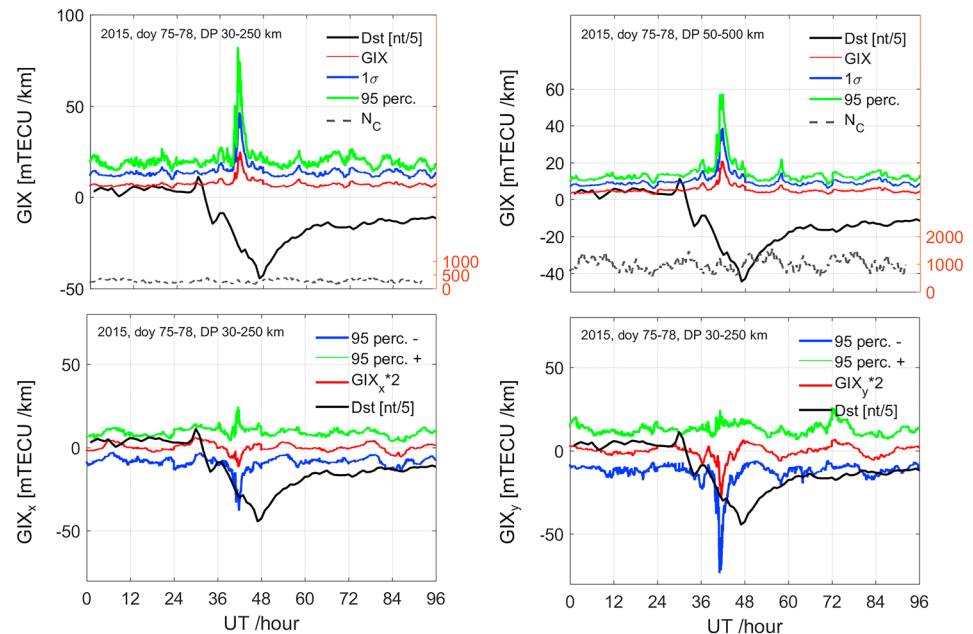 2015, doy 75-78, DP 30-250 km
Dst [nt/5]
GIX
1σ
95 perc.
N_C
GIX [mTECU /km]
100
50
0
-50
1000
500
0
2015, doy 75-78, DP 50-500 km
Dst [nt/5]
GIX
1σ
95 perc.
N_C
GIX [mTECU /km]
60
40
20
0
-20
-40
2000
1000
0
2015, doy 75-78, DP 30-250 km
95 perc. -
95 perc. +
GIX_x*2
Dst [nt/5]
GIX_x [mTECU /km]
50
0
-50
0 12 24 36 48 60 72 84 96
UT /hour
2015, doy 75-78, DP 30-250 km
95 perc. -
95 perc. +
GIX_y*2
Dst [nt/5]
GIX_y [mTECU /km]
50
0
-50
0 12 24 36 48 60 72 84 96
UT /hour